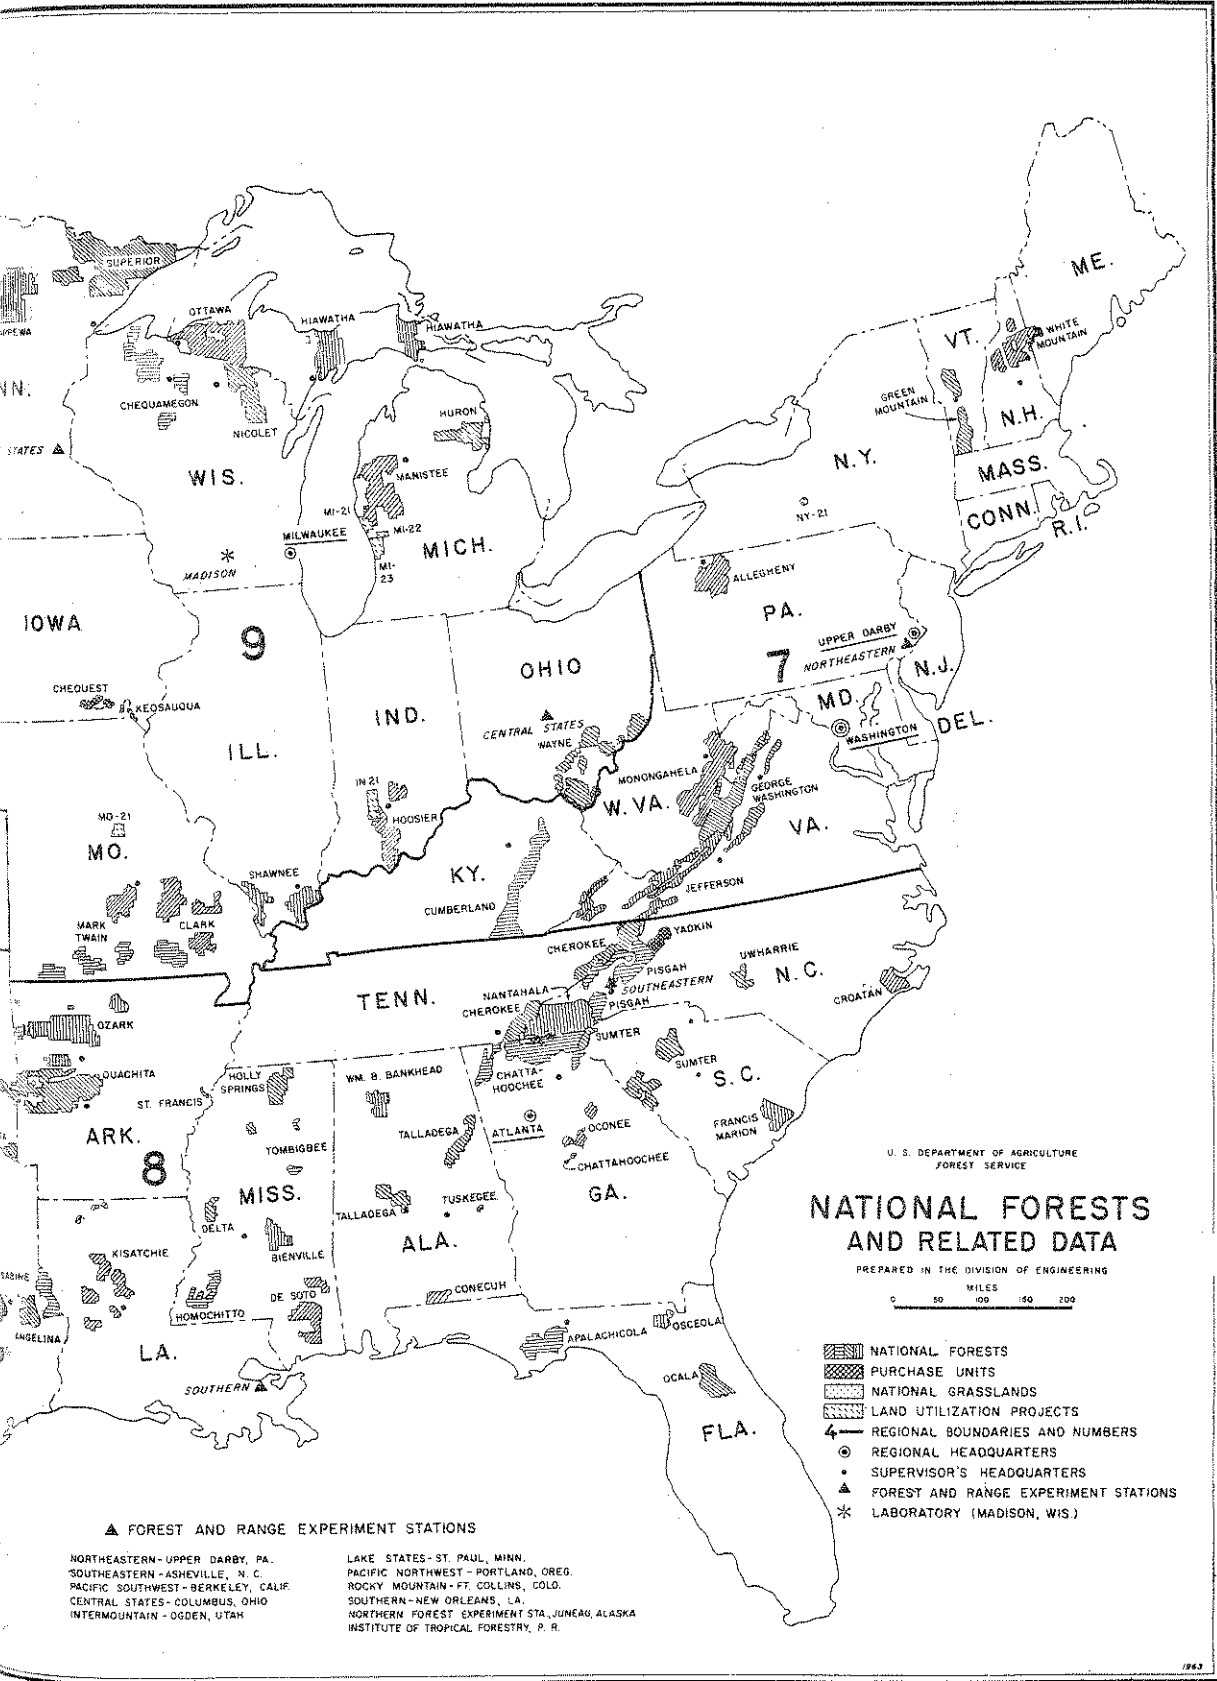 SUPERIOR
OTTAWA
HIAWATHA
HIAWATHA
PPEWA
NN.
CHEQUAMEGON
NICOLET
STATES
WIS.
HURON
MANISTEE
MI-21
MI-22
MI-
23
MILWAUKEE
MADISON
MICH.
ME.
VT.
WHITE
MOUNTAIN
GREEN
MOUNTAIN
N.H.
N.Y.
NY-21
MASS.
CONN.
R.I.
ALLEGHENY
PA.
UPPER DARBY
NORTHEASTERN
7
N.J.
MD.
DEL.
WASHINGTON
IOWA
9
CHEQUEST
KEOSAUQUA
ILL.
IND.
OHIO
CENTRAL STATES
WAYNE
IN 21
HOOSIER
MONONGAHELA
W. VA.
GEORGE
WASHINGTON
VA.
JEFFERSON
MO-21
MO.
SHAWNEE
MARK
TWAIN
CLARK
KY.
CUMBERLAND
CHEROKEE
YADKIN
UWHARRIE
PISGAH
SOUTHEASTERN
N. C.
CROATAN
TENN.
NANTAHALA
CHEROKEE
PISGAH
SUMTER
OZARK
OUACHITA
ST. FRANCIS
ARK.
8
HOLLY
SPRINGS
TOMBIGBEE
MISS.
DELTA
BIENVILLE
DE SOTO
HOMOCHITTO
WM. B. BANKHEAD
TALLADEGA
TALLADEGA
TUSKEGEE
ALA.
CONECUH
CHATTA-
HOOCHEE
ATLANTA
OCONEE
CHATTAHOOCHEE
GA.
SUMTER
S. C.
FRANCIS
MARION
KISATCHIE
SABINE
ANGELINA
LA.
SOUTHERN
APALACHICOLA
OSCEOLA
OCALA
FLA.
U. S. DEPARTMENT OF AGRICULTURE
FOREST SERVICE
NATIONAL FORESTS
AND RELATED DATA
PREPARED IN THE DIVISION OF ENGINEERING
MILES
0 50 100 150 200
NATIONAL FORESTS
PURCHASE UNITS
NATIONAL GRASSLANDS
LAND UTILIZATION PROJECTS
4 REGIONAL BOUNDARIES AND NUMBERS
REGIONAL HEADQUARTERS
SUPERVISOR'S HEADQUARTERS
FOREST AND RANGE EXPERIMENT STATIONS
LABORATORY (MADISON, WIS.)
FOREST AND RANGE EXPERIMENT STATIONS
NORTHEASTERN - UPPER DARBY, PA.
SOUTHEASTERN - ASHEVILLE, N. C.
PACIFIC SOUTHWEST - BERKELEY, CALIF.
CENTRAL STATES - COLUMBUS, OHIO
INTERMOUNTAIN - OGDEN, UTAH
LAKE STATES - ST. PAUL, MINN.
PACIFIC NORTHWEST - PORTLAND, OREG.
ROCKY MOUNTAIN - FT. COLLINS, COLO.
SOUTHERN - NEW ORLEANS, LA.
NORTHERN FOREST EXPERIMENT STA., JUNEAU, ALASKA
INSTITUTE OF TROPICAL FORESTRY, P. R.
1963